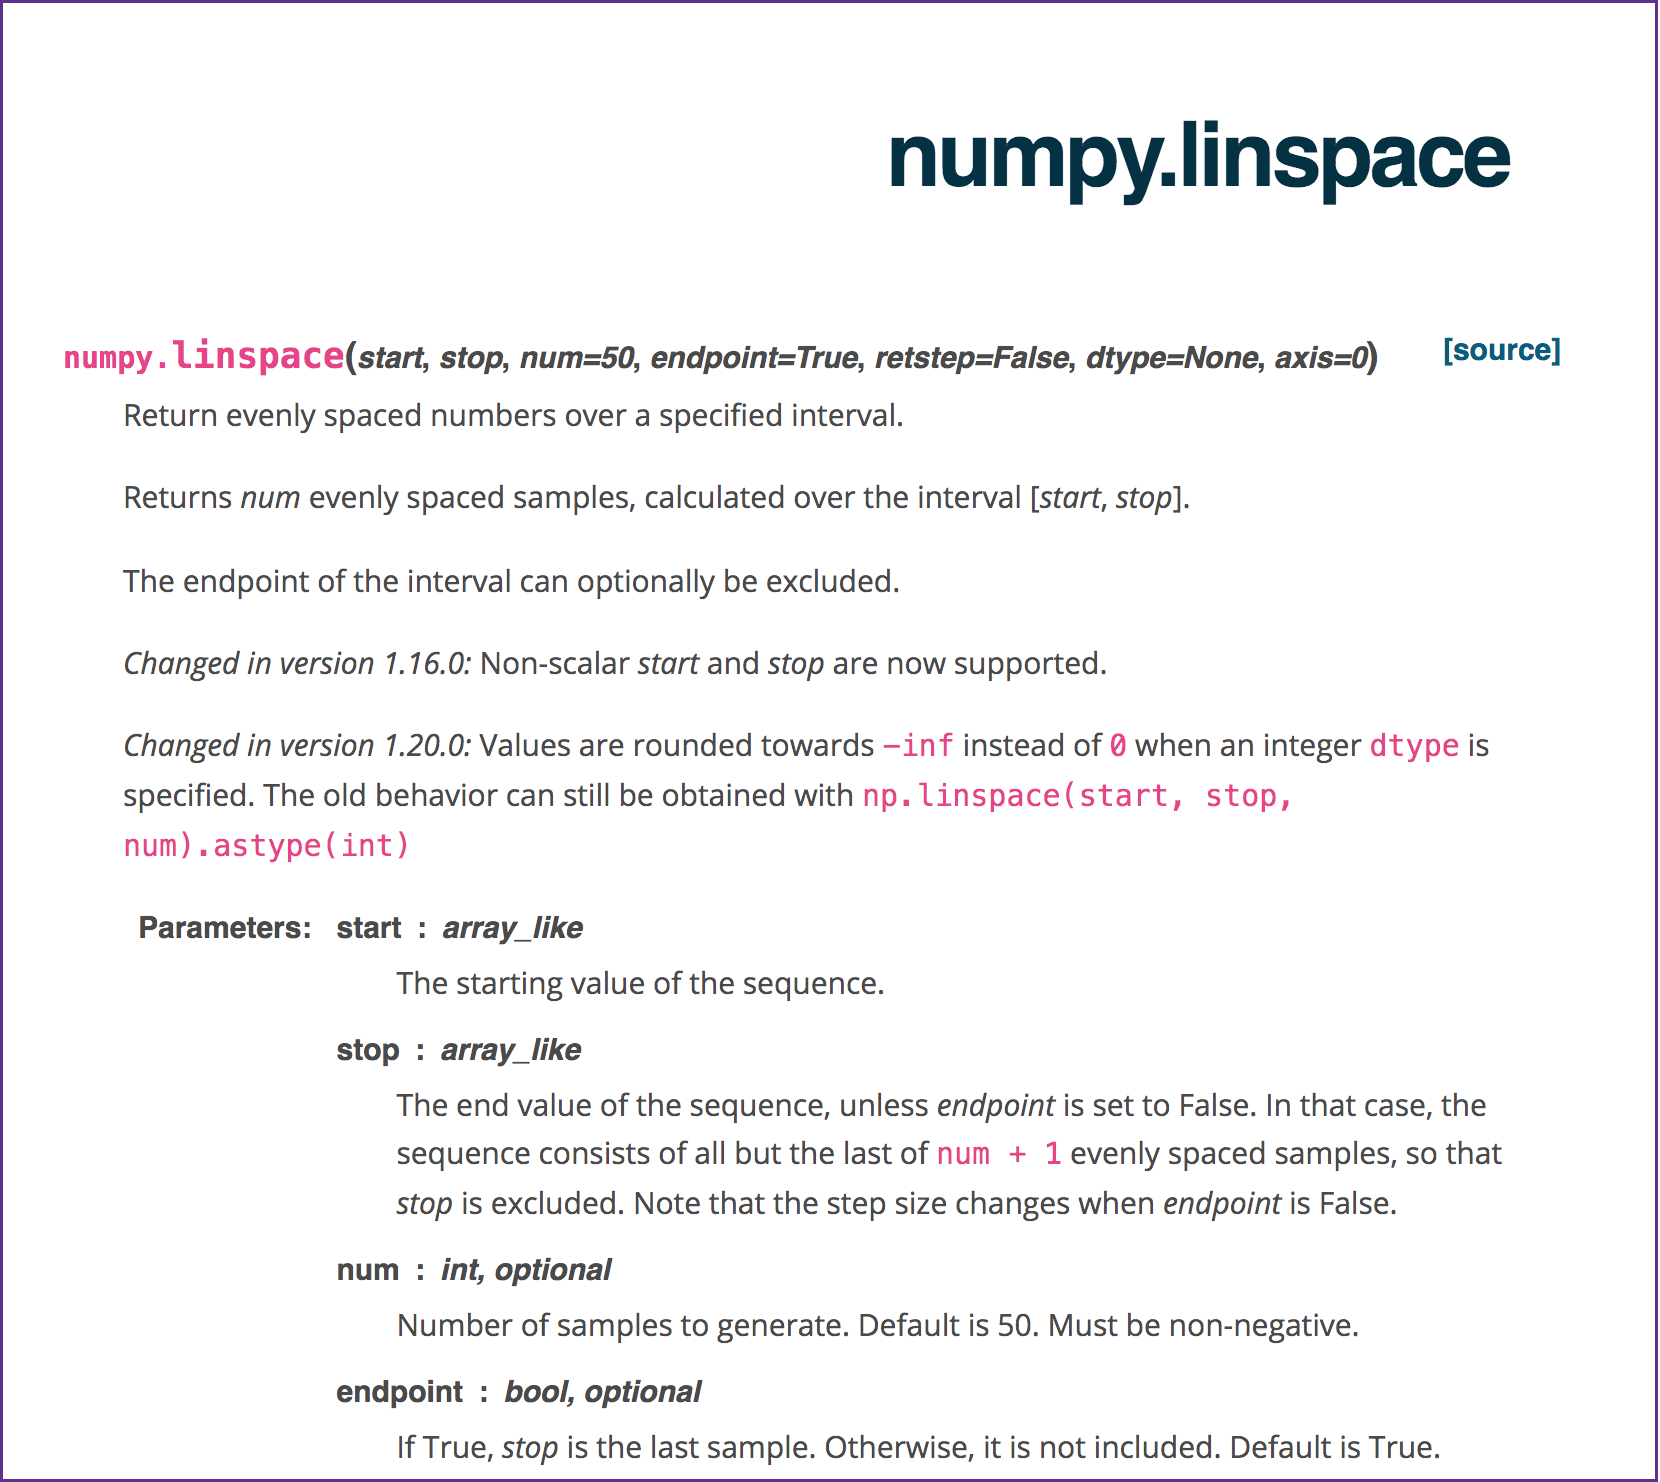 numpy.linspace
numpy.linspace(start, stop, num=50, endpoint=True, retstep=False, dtype=None, axis=0) [source]
Return evenly spaced numbers over a specified interval.
Returns num evenly spaced samples, calculated over the interval [start, stop].
The endpoint of the interval can optionally be excluded.
Changed in version 1.16.0: Non-scalar start and stop are now supported.
Changed in version 1.20.0: Values are rounded towards -inf instead of 0 when an integer dtype is
specified. The old behavior can still be obtained with np.linspace(start, stop,
num).astype(int)
Parameters: start : array_like
The starting value of the sequence.
stop : array_like
The end value of the sequence, unless endpoint is set to False. In that case, the
sequence consists of all but the last of num + 1 evenly spaced samples, so that
stop is excluded. Note that the step size changes when endpoint is False.
num : int, optional
Number of samples to generate. Default is 50. Must be non-negative.
endpoint : bool, optional
If True, stop is the last sample. Otherwise, it is not included. Default is True.